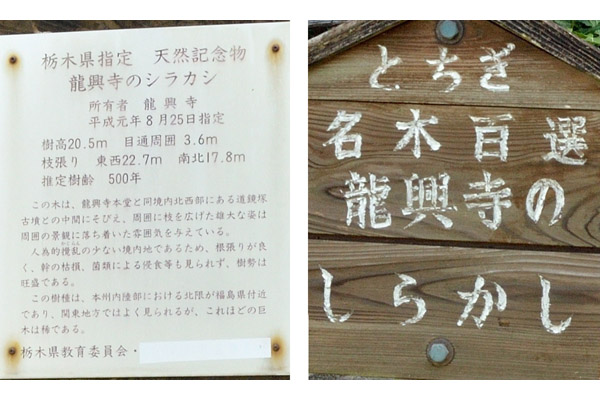 栃木県指定　天然記念物
龍興寺のシラカシ
所有者　龍興寺
平成元年８月25日指定
樹高20.5m　目通周囲　3.6m
枝張り　東西22.7m　南北17.8m
推定樹齢　500年
この木は、龍興寺本堂と同境内北西部にある道鏡塚
古墳との中間にそびえ、周囲に枝を広げた雄大な姿は
周囲の景観に落ち着いた雰囲気を与えている。
人為的撹乱の少ない境内地であるため、根張りが良
く、幹の枯損、菌類による浸食等も見られず、樹勢は
旺盛である。
この樹種は、本州内陸部における北限が福島県付近
であり、関東地方ではよく見られるが、これほどの巨
木は稀である。
栃木県教育委員会・
とちぎ
名木百選
龍興寺の
しらかし